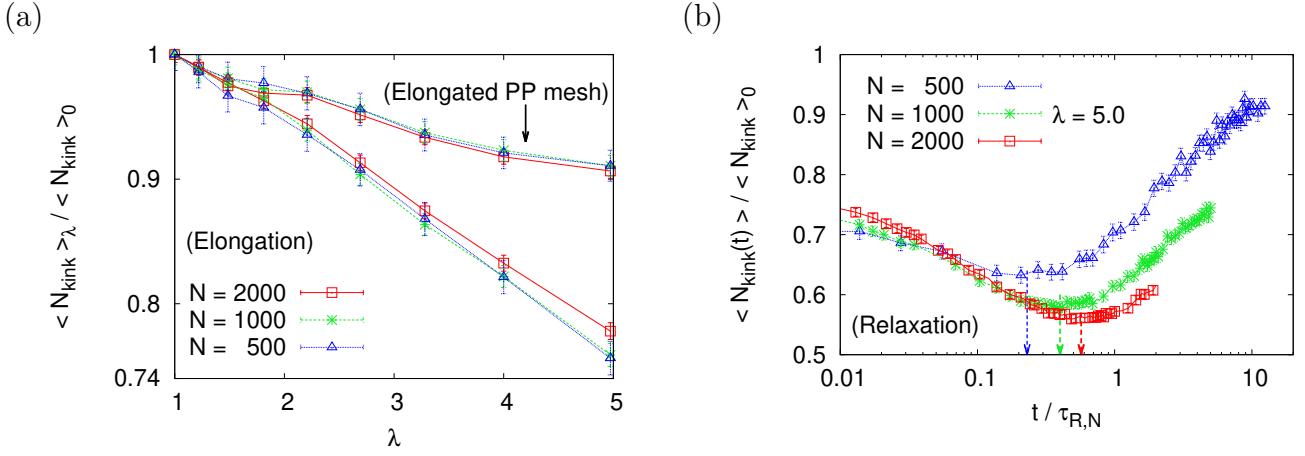 (a)
< N_kink >_λ / < N_kink >_0
1
0.9
0.8
0.74
(Elongated PP mesh)
(Elongation)
N = 2000
N = 1000
N = 500
1 2 3 4 5
λ
(b)
< N_kink(t) > / < N_kink >_0
1
0.9
0.8
0.7
0.6
0.5
N = 500
N = 1000 λ = 5.0
N = 2000
(Relaxation)
0.01 0.1 1 10
t / τ_R,N